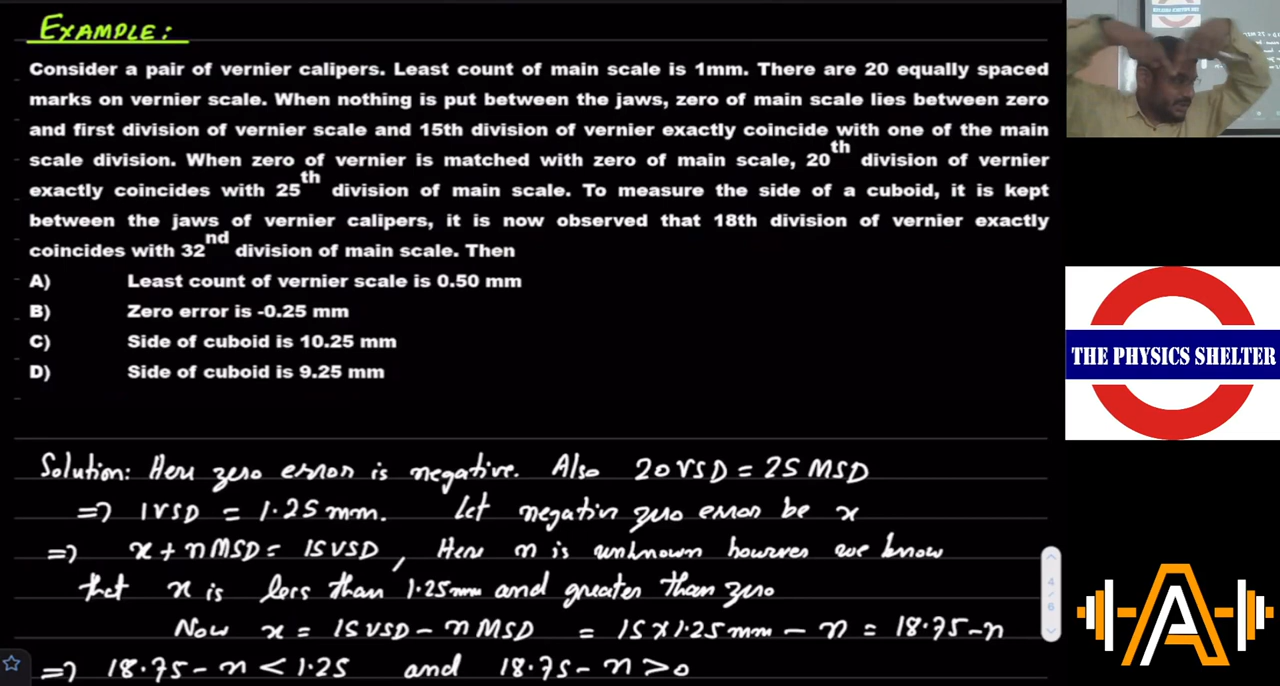 EXAMPLE:
Consider a pair of vernier calipers. Least count of main scale is 1mm. There are 20 equally spaced
marks on vernier scale. When nothing is put between the jaws, zero of main scale lies between zero
and first division of vernier scale and 15th division of vernier exactly coincide with one of the main
scale division. When zero of vernier is matched with zero of main scale, 20th division of vernier
exactly coincides with 25th division of main scale. To measure the side of a cuboid, it is kept
between the jaws of vernier calipers, it is now observed that 18th division of vernier exactly
coincides with 32nd division of main scale. Then
A) Least count of vernier scale is 0.50 mm
B) Zero error is -0.25 mm
C) Side of cuboid is 10.25 mm
D) Side of cuboid is 9.25 mm
Solution: Here zero error is negative. Also 20VSD = 25 MSD
=> 1VSD = 1.25 mm. Let negative zero error be x
=> x + n MSD = 15 VSD, Here n is unknown however we know
that x is less than 1.25mm and greater than zero
Now x = 15VSD - n MSD = 15 x 1.25 mm - n = 18.75 - n
=> 18.75 - n < 1.25 and 18.75 - n > 0
THE PHYSICS SHELTER
A
4/6